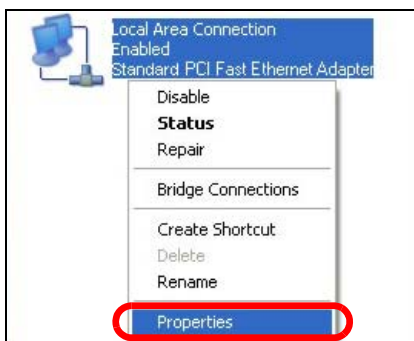 Local Area Connection
Enabled
Standard PCI Fast Ethernet Adapter
Disable
Status
Repair
Bridge Connections
Create Shortcut
Delete
Rename
Properties